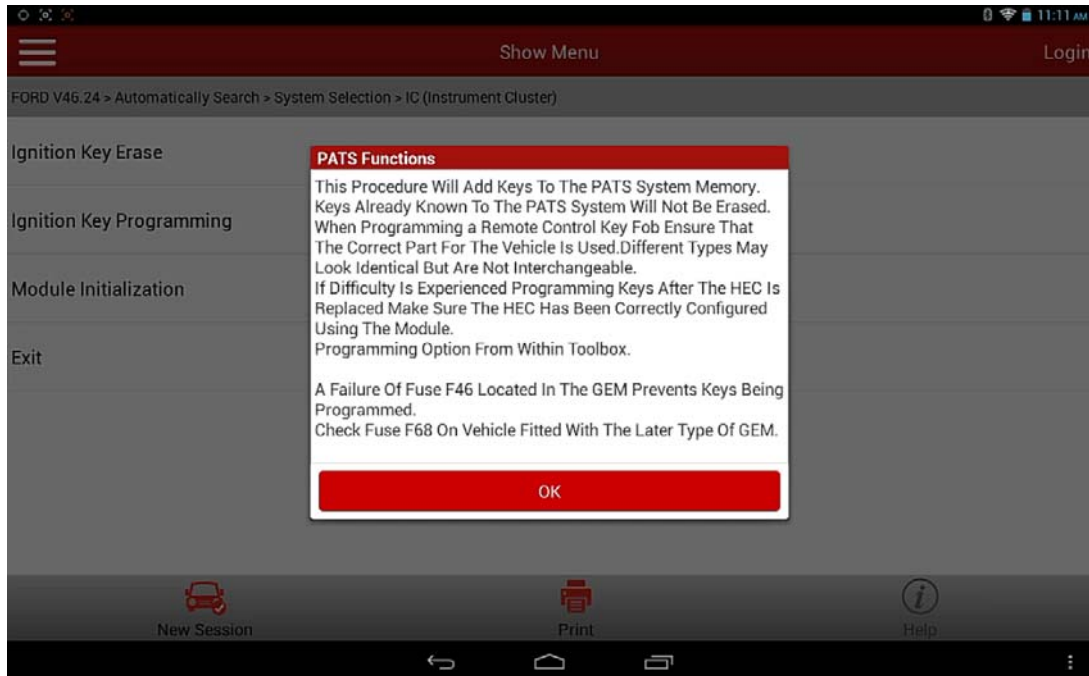 11:11 AM
Show Menu
Login
FORD V46.24 > Automatically Search > System Selection > IC (Instrument Cluster)
Ignition Key Erase
Ignition Key Programming
Module Initialization
Exit
PATS Functions
This Procedure Will Add Keys To The PATS System Memory.
Keys Already Known To The PATS System Will Not Be Erased.
When Programming a Remote Control Key Fob Ensure That
The Correct Part For The Vehicle Is Used.Different Types May
Look Identical But Are Not Interchangeable.
If Difficulty Is Experienced Programming Keys After The HEC Is
Replaced Make Sure The HEC Has Been Correctly Configured
Using The Module.
Programming Option From Within Toolbox.
A Failure Of Fuse F46 Located In The GEM Prevents Keys Being
Programmed.
Check Fuse F68 On Vehicle Fitted With The Later Type Of GEM.
OK
New Session
Print
Help